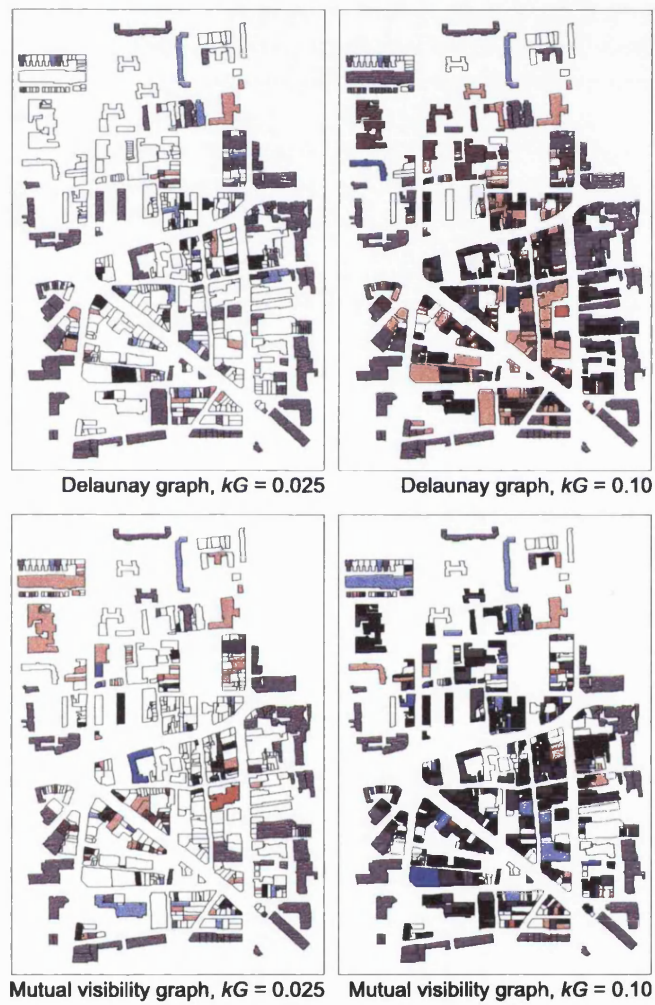 Delaunay graph, kG = 0.025
Delaunay graph, kG = 0.10
Mutual visibility graph, kG = 0.025
Mutual visibility graph, kG = 0.10